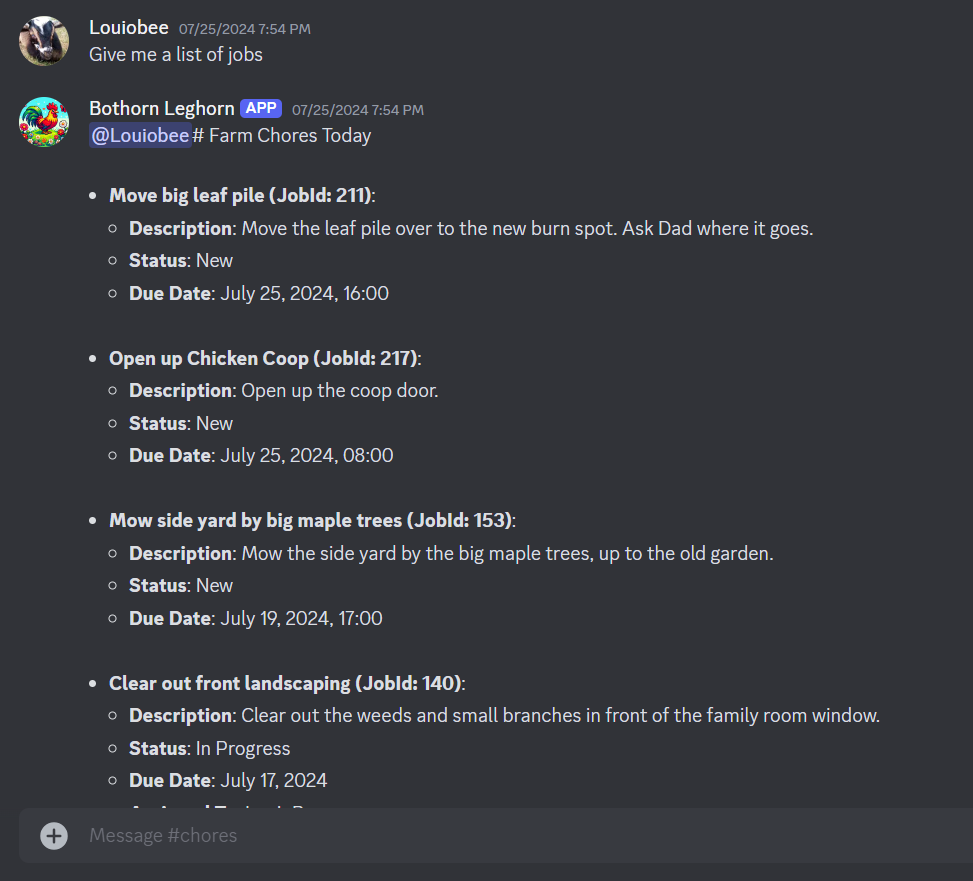 Louiobee 07/25/2024 7:54 PM
Give me a list of jobs
Bothorn Leghorn APP 07/25/2024 7:54 PM
@Louiobee # Farm Chores Today
• Move big leaf pile (JobId: 211):
◦ Description: Move the leaf pile over to the new burn spot. Ask Dad where it goes.
◦ Status: New
◦ Due Date: July 25, 2024, 16:00
• Open up Chicken Coop (JobId: 217):
◦ Description: Open up the coop door.
◦ Status: New
◦ Due Date: July 25, 2024, 08:00
• Mow side yard by big maple trees (JobId: 153):
◦ Description: Mow the side yard by the big maple trees, up to the old garden.
◦ Status: New
◦ Due Date: July 19, 2024, 17:00
• Clear out front landscaping (JobId: 140):
◦ Description: Clear out the weeds and small branches in front of the family room window.
◦ Status: In Progress
◦ Due Date: July 17, 2024
Message #chores